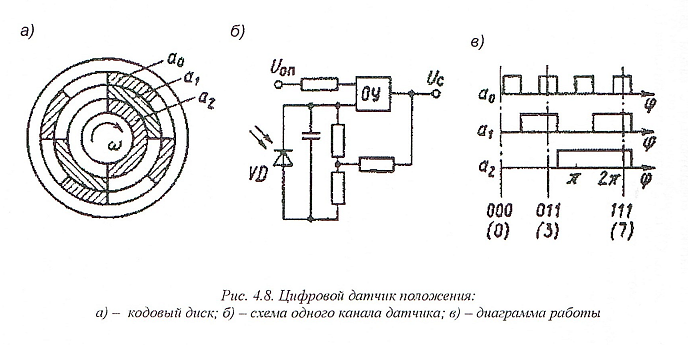 а)
a₀
a₁
a₂
ω
б)
Uоп
ОУ
Uc
VD
в)
a₀
φ
a₁
φ
a₂
π
2π
φ
000
011
111
(0)
(3)
(7)
Рис. 4.8. Цифровой датчик положения:
а) – кодовый диск; б) – схема одного канала датчика; в) – диаграмма работы